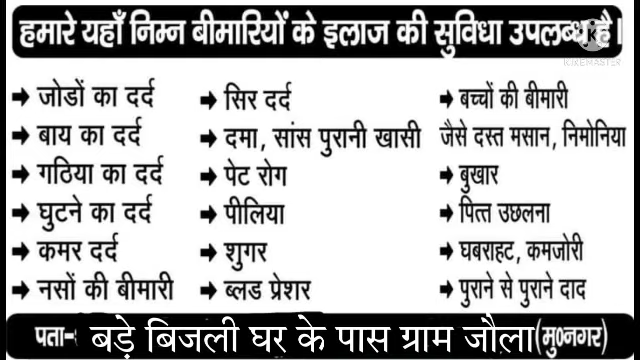 हमारे यहाँ निम्न बीमारियों के इलाज की सुविधा उपलब्ध है।
KINEMASTER
➔ जोडों का दर्द
➔ बाय का दर्द
➔ गठिया का दर्द
➔ घुटने का दर्द
➔ कमर दर्द
➔ नसों की बीमारी
➔ सिर दर्द
➔ दमा, सांस पुरानी खासी
➔ पेट रोग
➔ पीलिया
➔ शुगर
➔ ब्लड प्रेशर
➔ बच्चों की बीमारी
जैसे दस्त मसान, निमोनिया
➔ बुखार
➔ पित्त उछलना
➔ घबराहट, कमजोरी
➔ पुराने से पुराने दाद
पता- बड़े बिजली घर के पास ग्राम जौला (मु०नगर)